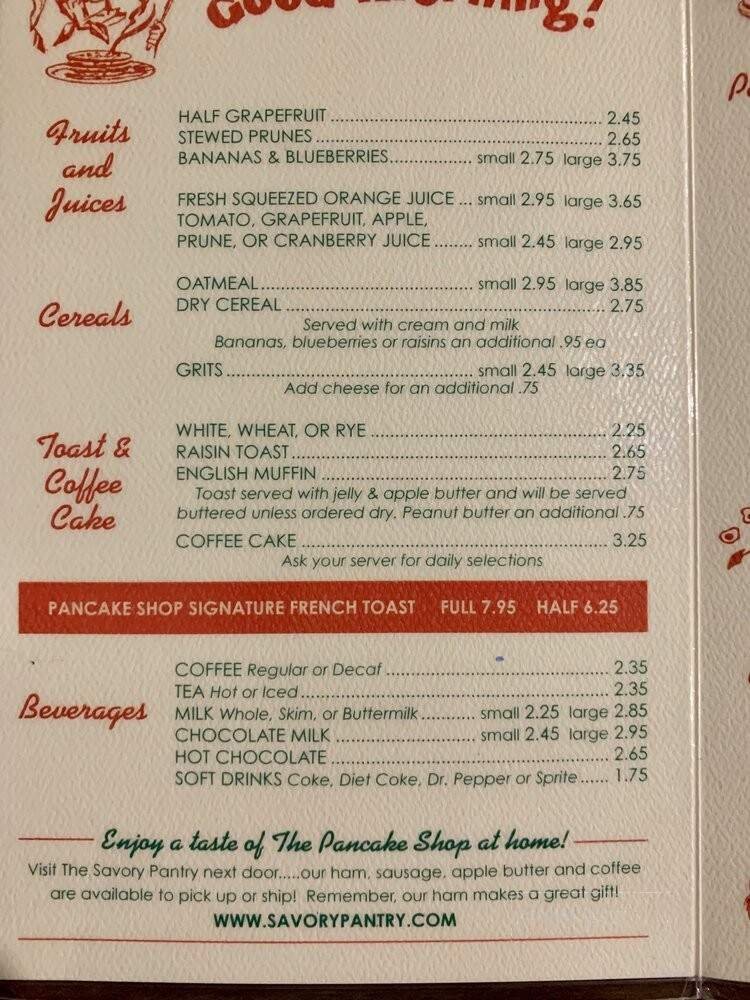 Good Morning!
Fruits
and
Juices
HALF GRAPEFRUIT ........ 2.45
STEWED PRUNES ........ 2.65
BANANAS & BLUEBERRIES........ small 2.75 large 3.75
FRESH SQUEEZED ORANGE JUICE ... small 2.95 large 3.65
TOMATO, GRAPEFRUIT, APPLE,
PRUNE, OR CRANBERRY JUICE ........ small 2.45 large 2.95
Cereals
OATMEAL........ small 2.95 large 3.85
DRY CEREAL ........ 2.75
Served with cream and milk
Bananas, blueberries or raisins an additional .95 ea
GRITS ........ small 2.45 large 3.35
Add cheese for an additional .75
Toast &
Coffee
Cake
WHITE, WHEAT, OR RYE ........ 2.25
RAISIN TOAST........ 2.65
ENGLISH MUFFIN ........ 2.75
Toast served with jelly & apple butter and will be served
buttered unless ordered dry. Peanut butter an additional .75
COFFEE CAKE ........ 3.25
Ask your server for daily selections
PANCAKE SHOP SIGNATURE FRENCH TOAST FULL 7.95 HALF 6.25
Beverages
COFFEE Regular or Decaf ........ 2.35
TEA Hot or Iced........ 2.35
MILK Whole, Skim, or Buttermilk........ small 2.25 large 2.85
CHOCOLATE MILK ........ small 2.45 large 2.95
HOT CHOCOLATE ........ 2.65
SOFT DRINKS Coke, Diet Coke, Dr. Pepper or Sprite...... 1.75
Enjoy a taste of The Pancake Shop at home!
Visit The Savory Pantry next door.....our ham, sausage, apple butter and coffee
are available to pick up or ship! Remember, our ham makes a great gift!
WWW.SAVORYPANTRY.COM